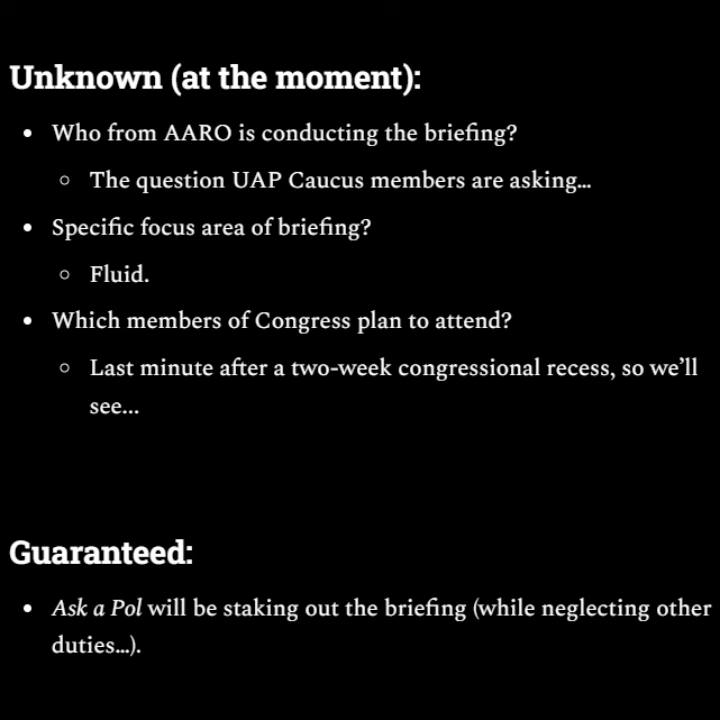 Unknown (at the moment):
• Who from AARO is conducting the briefing?
◦ The question UAP Caucus members are asking...
• Specific focus area of briefing?
◦ Fluid.
• Which members of Congress plan to attend?
◦ Last minute after a two-week congressional recess, so we’ll
see...
Guaranteed:
• Ask a Pol will be staking out the briefing (while neglecting other
duties...).